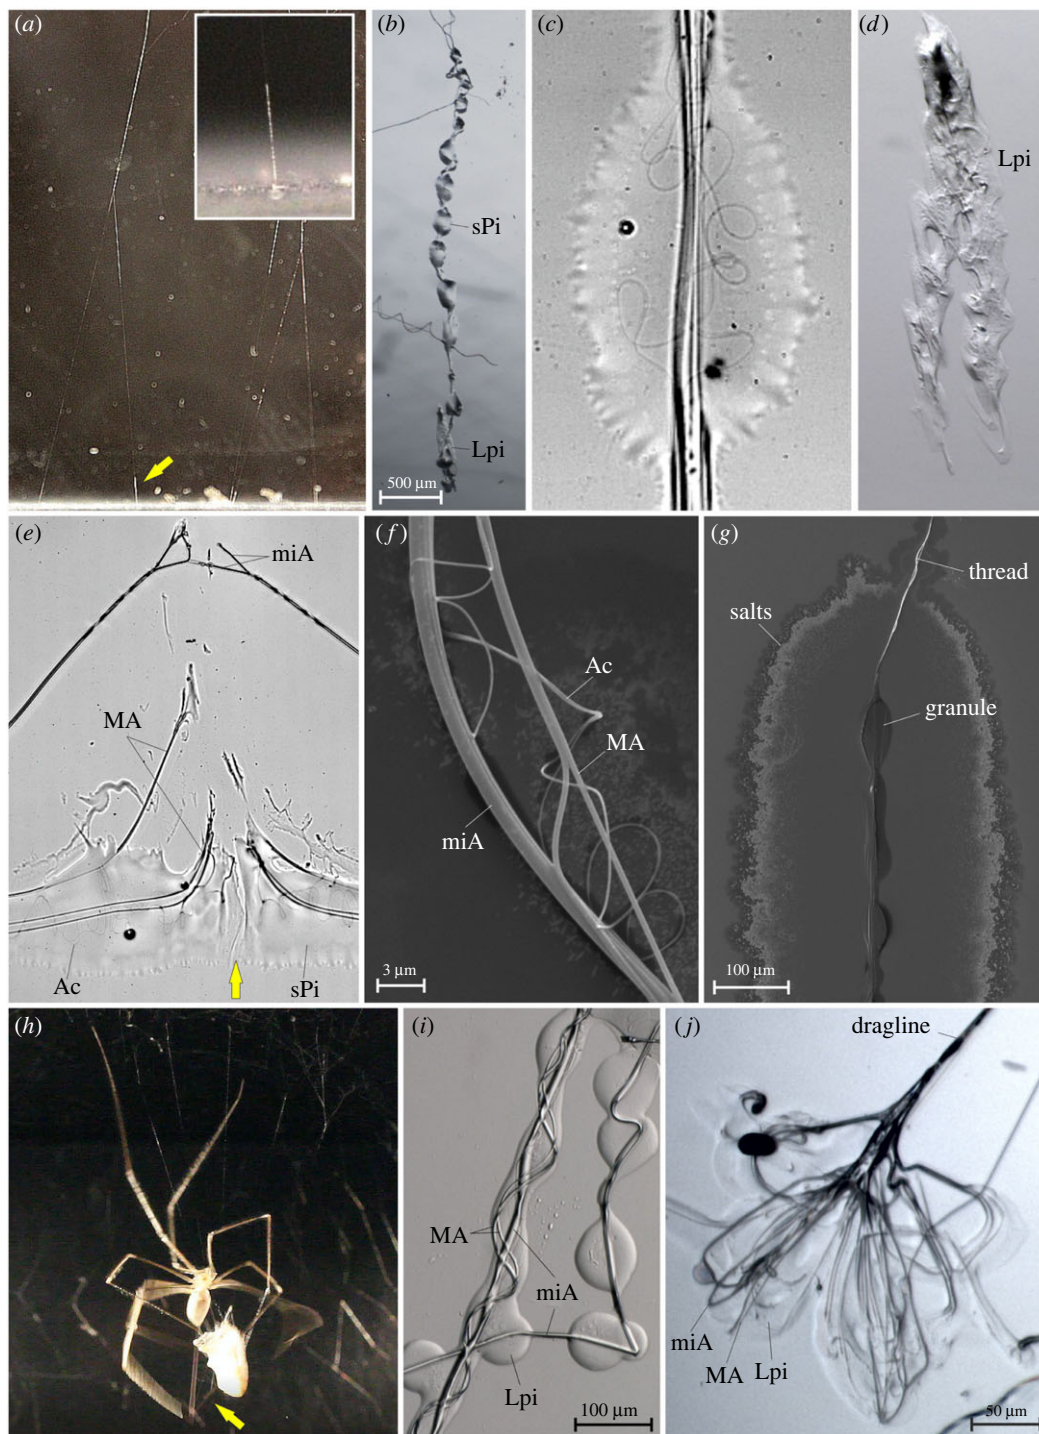 (a)
(b)
sPi
Lpi
500 µm
(c)
(d)
Lpi
(e)
miA
MA
Ac
sPi
(f)
Ac
MA
miA
3 µm
(g)
thread
salts
granule
100 µm
(h)
(i)
MA
miA
Lpi
100 µm
(j)
dragline
miA
MA
Lpi
50 µm